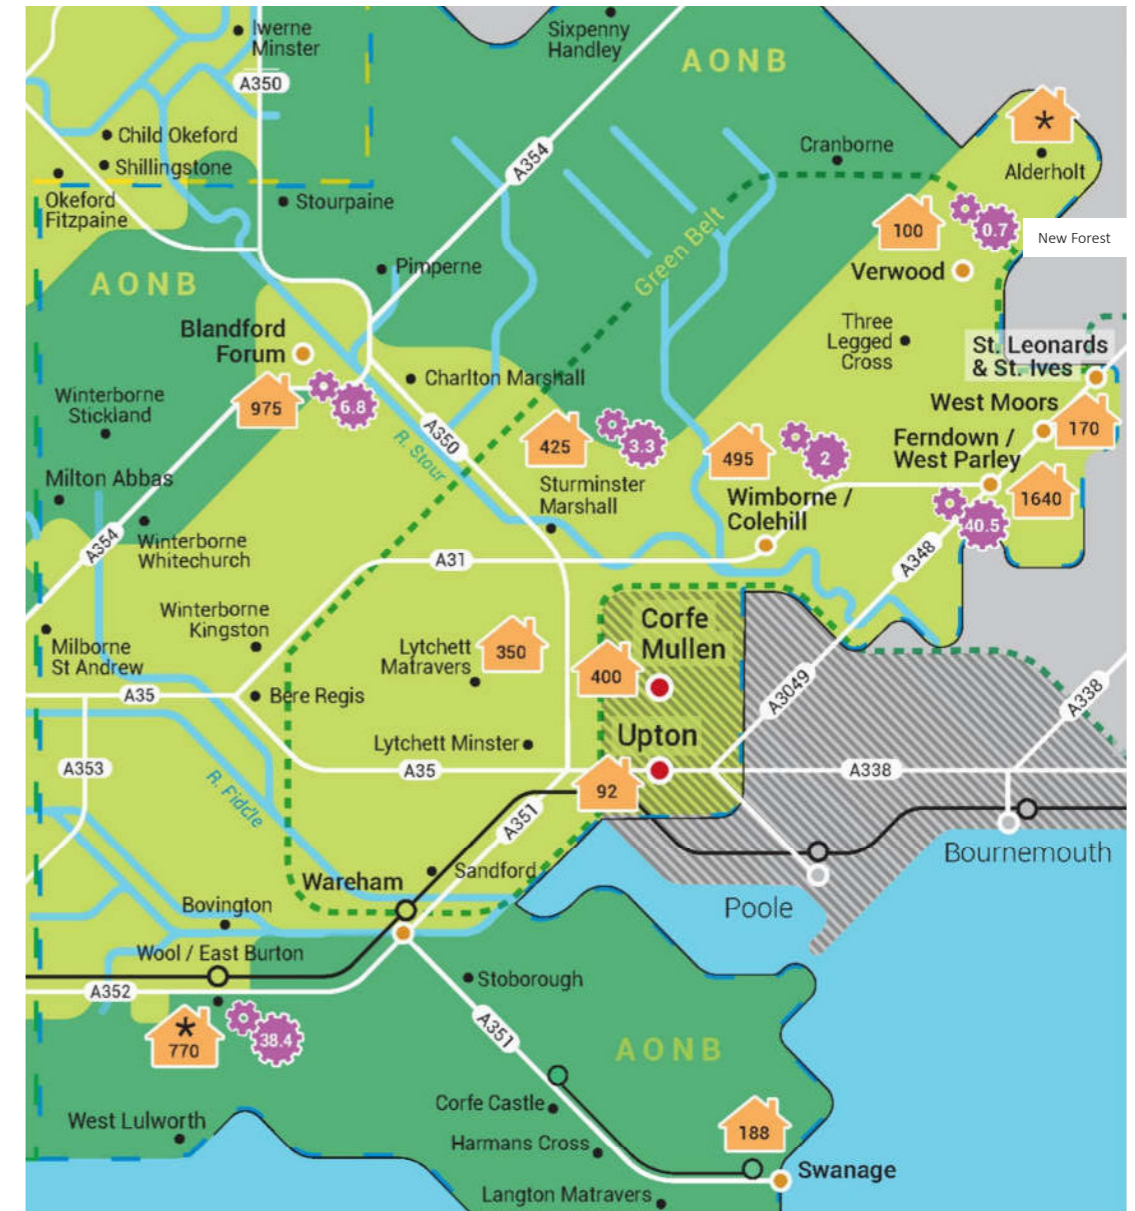 Iwerne
Minster
Sixpenny
Handley
AONB
A350
Child Okeford
Shillingstone
Okeford
Fitzpaine
Stourpaine
A354
Cranborne
*
Alderholt
Green Belt
100
0.7
New Forest
Verwood
AONB
Pimperne
Blandford
Forum
Three
Legged
Cross
St. Leonards
& St. Ives
Charlton Marshall
975
6.8
Winterborne
Stickland
West Moors
170
A350
R. Stour
425
3.3
495
2
Ferndown /
West Parley
Milton Abbas
Sturminster
Marshall
Wimborne /
Colehill
1640
40.5
A354
Winterborne
Whitechurch
A31
A348
Winterborne
Kingston
Milborne
St Andrew
Lytchett
Matravers
350
Corfe
Mullen
400
A35
Bere Regis
A3049
A338
Lytchett Minster
Upton
A353
A35
A338
R. Fiddle
92
A351
Bournemouth
Sandford
Wareham
Poole
Bovington
Wool / East Burton
A352
Stoborough
*
770
38.4
A351
AONB
Corfe Castle
West Lulworth
188
Harmans Cross
Swanage
Langton Matravers